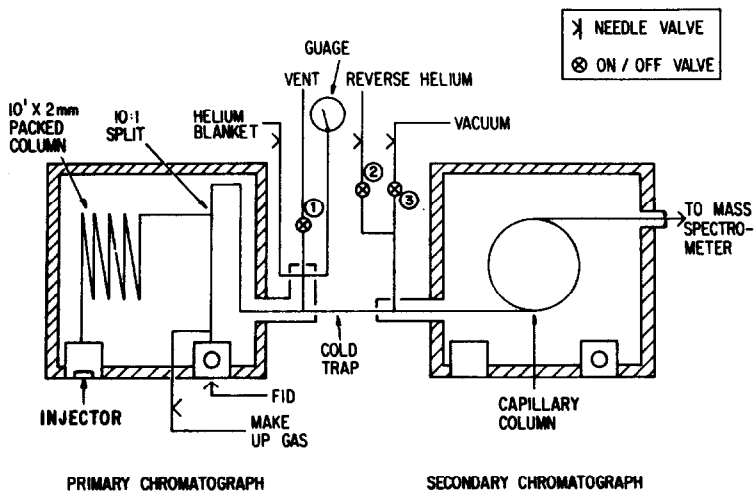 NEEDLE VALVE
ON / OFF VALVE
GUAGE
VENT
REVERSE HELIUM
10' X 2mm
PACKED
COLUMN
10:1
SPLIT
HELIUM
BLANKET
VACUUM
①
②
③
TO MASS
SPECTRO-
METER
COLD
TRAP
INJECTOR
FID
MAKE
UP GAS
CAPILLARY
COLUMN
PRIMARY CHROMATOGRAPH
SECONDARY CHROMATOGRAPH